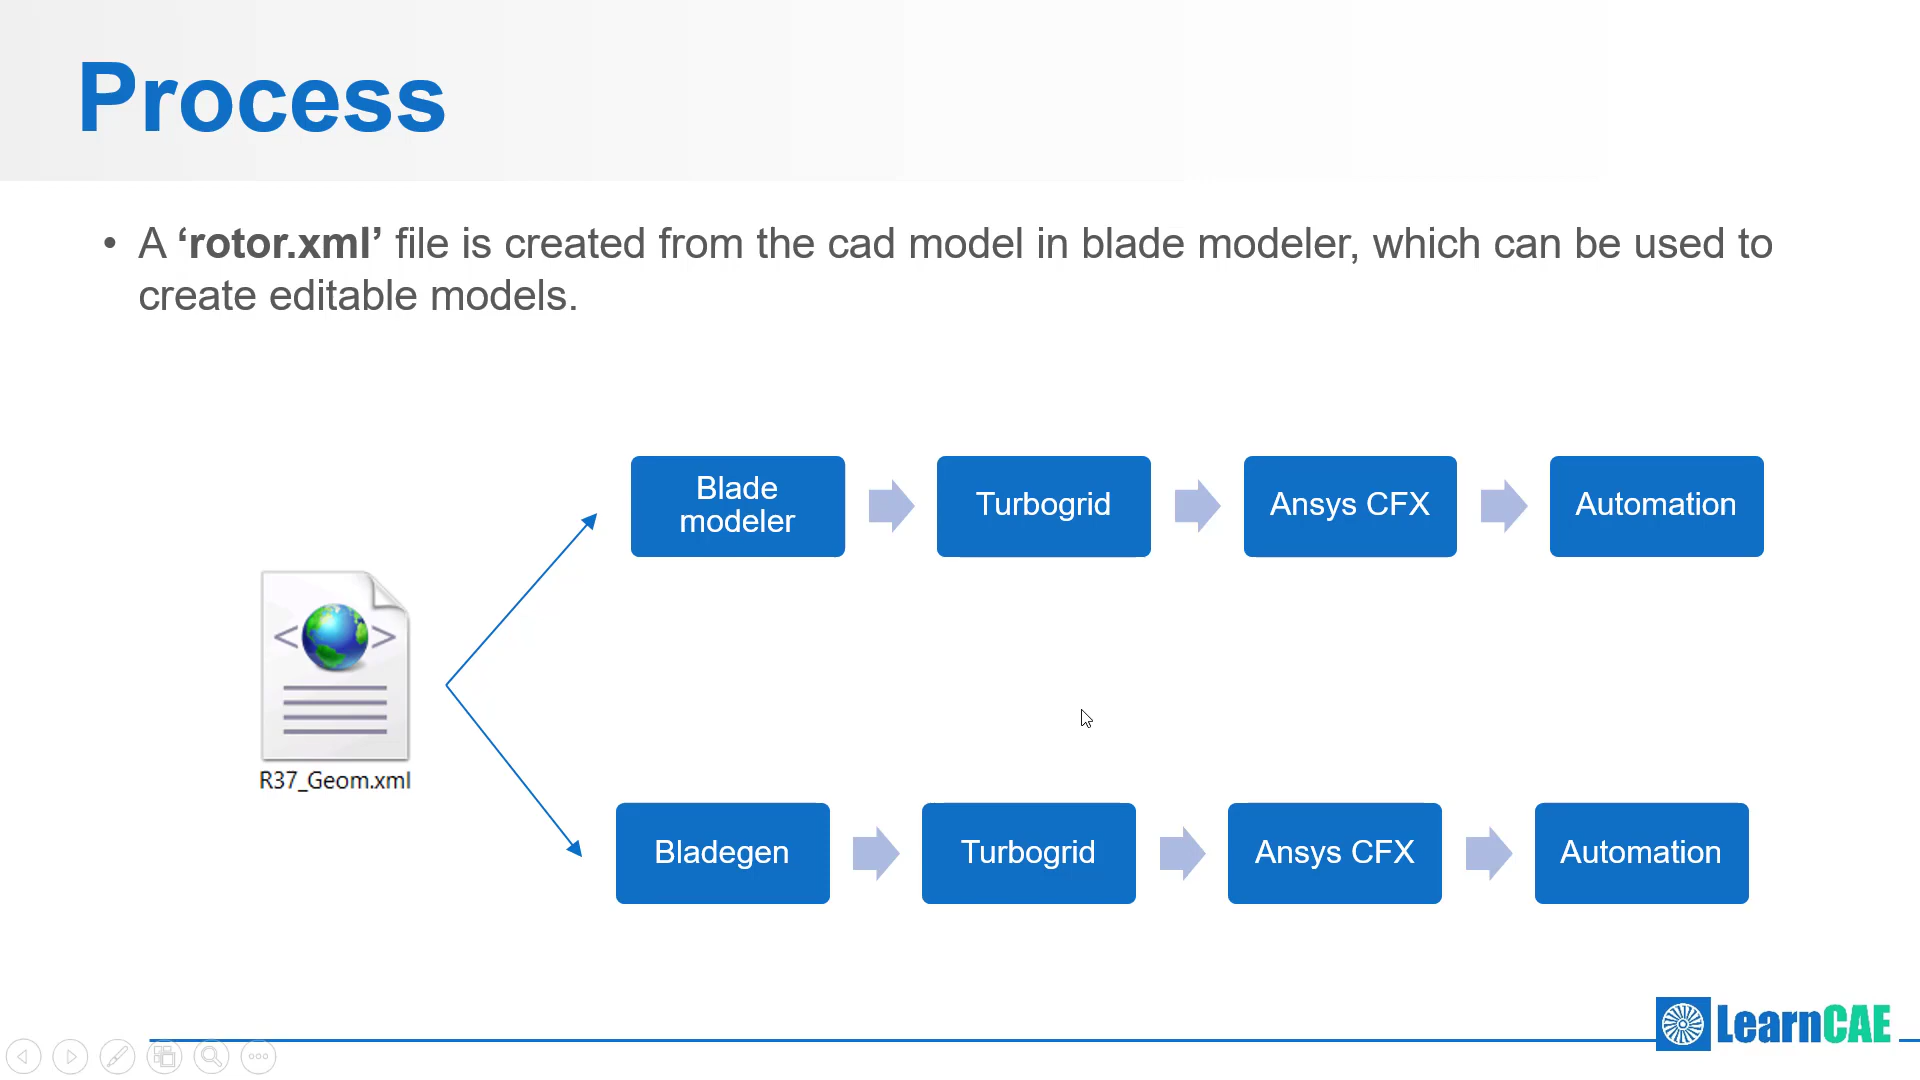 Process
• A ‘rotor.xml’ file is created from the cad model in blade modeler, which can be used to
create editable models.
Blade
modeler
Turbogrid
Ansys CFX
Automation
R37_Geom.xml
Bladegen
Turbogrid
Ansys CFX
Automation
LearnCAE